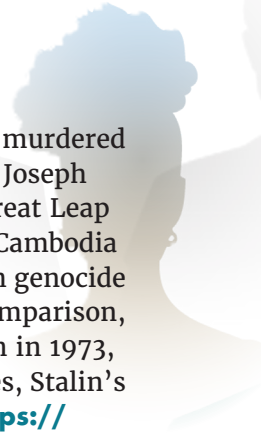 murdered
Joseph
reat Leap
Cambodia
n genocide
mparison,
n in 1973,
es, Stalin's
ps://